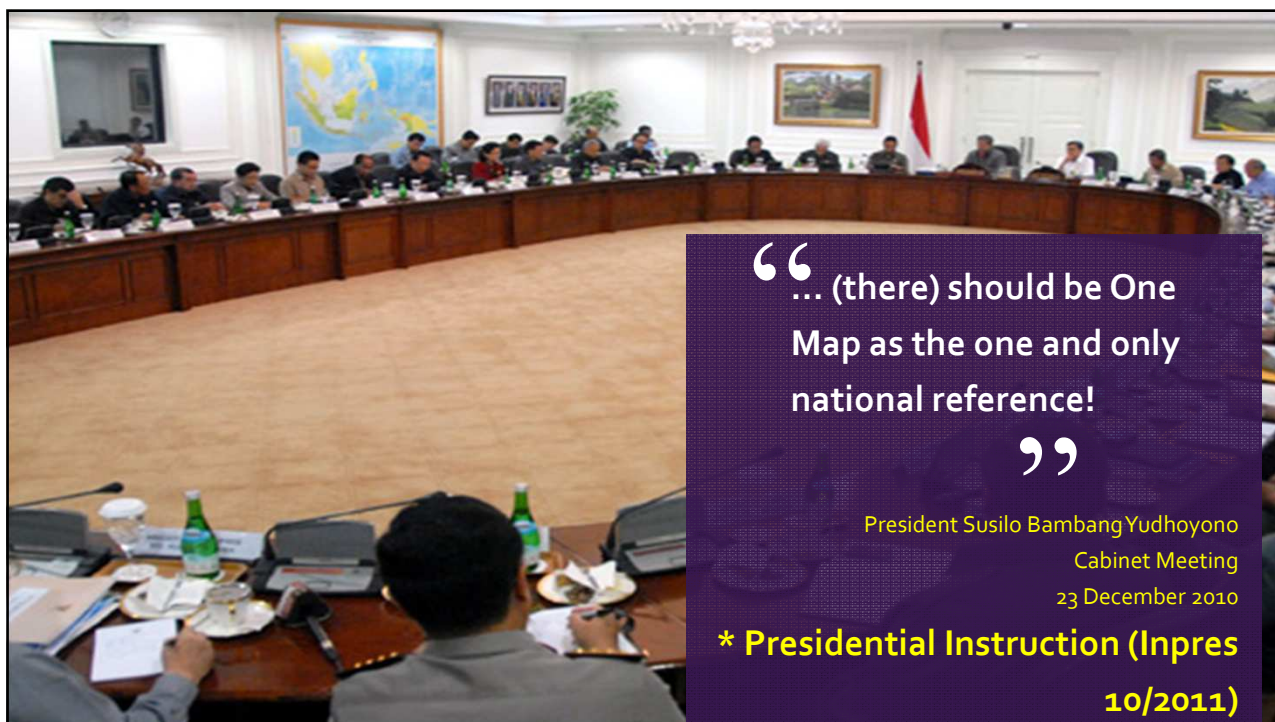 “… (there) should be One
Map as the one and only
national reference!
”
President Susilo Bambang Yudhoyono
Cabinet Meeting
23 December 2010
* Presidential Instruction (Inpres
10/2011)